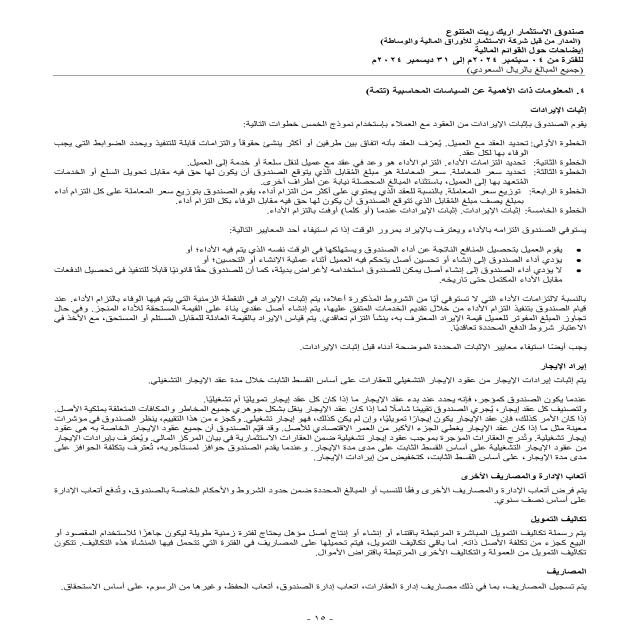 صندوق الاستثمار اريك ريت المتنوع
(المدار من قبل شركة الاستثمار للأوراق المالية والوساطة)
إيضاحات حول القوائم المالية
للفترة من ٠٤ سبتمبر ٢٠٢٤م إلى ٣١ ديسمبر ٢٠٢٤م
(جميع المبالغ بالريال السعودي)
٤. المعلومات ذات الأهمية عن السياسات المحاسبية (تتمة)
إثبات الإيرادات
يقوم الصندوق بإثبات الإيرادات من العقود مع العملاء بإستخدام نموذج الخمس خطوات التالية:
الخطوة الأولى: تحديد العقد مع العميل. يُعرَف العقد بأنه اتفاق بين طرفين أو أكثر ينشئ حقوقاً والتزامات قابلة للتنفيذ ويحدد الضوابط التي يجب
الوفاء بها لكل عقد.
الخطوة الثانية: تحديد التزامات الأداء. التزام الأداء هو وعد في عقد مع عميل لنقل سلعة أو خدمة إلى العميل.
الخطوة الثالثة: تحديد سعر المعاملة. سعر المعاملة هو مبلغ المُقابل الذي يتوقع الصندوق أن يكون لها حق فيه مقابل تحويل السلع أو الخدمات
المُتعهد بها إلى العميل، باستثناء المبالغ المحصلة نيابة عن أطراف أخرى.
الخطوة الرابعة: توزيع سعر المعاملة. بالنسبة للعقد الذي يحتوي على أكثر من التزام أداء، يقوم الصندوق بتوزيع سعر المعاملة على كل التزام أداء
بمبلغ يصف مبلغ المُقابل الذي تتوقع الصندوق أن يكون لها حق فيه مقابل الوفاء بكل التزام أداء.
الخطوة الخامسة: إثبات الإيرادات. إثبات الإيرادات عندما (أو كلما) أوفت بالتزام الأداء.
يستوفي الصندوق التزامه بالأداء ويعترف بالإيراد بمرور الوقت إذا تم استيفاء أحد المعايير التالية:
• يقوم العميل بتحصيل المنافع الناتجة عن أداء الصندوق ويستهلكها في الوقت نفسه الذي يتم فيه الأداء؛ أو
• يؤدي أداء الصندوق إلى إنشاء أو تحسين أصل يتحكم فيه العميل أثناء عملية الإنشاء أو التحسين؛ أو
• لا يؤدي أداء الصندوق إلى إنشاء أصل يمكن للصندوق استخدامه لأغراض بديلة، كما أن للصندوق حقًا قانونيًا قابلًا للتنفيذ في تحصيل الدفعات
مقابل الأداء المكتمل حتى تاريخه.
بالنسبة لالتزامات الأداء التي لا تستوفي أيًا من الشروط المذكورة أعلاه، يتم إثبات الإيراد في النقطة الزمنية التي يتم فيها الوفاء بالتزام الأداء. عند
قيام الصندوق بتنفيذ التزام الأداء من خلال تقديم الخدمات المتفق عليها، يتم إنشاء أصل عقدي بناءً على القيمة المستحقة للأداء المنجز. وفي حال
تجاوز المبلغ المفوتر للعميل قيمة الإيراد المعترف به، ينشأ التزام تعاقدي. يتم قياس الإيراد بالقيمة العادلة للمقابل المستلم أو المستحق، مع الأخذ في
الاعتبار شروط الدفع المحددة تعاقديًا.
يجب أيضًا استيفاء معايير الإثبات المحددة الموضحة أدناه قبل إثبات الإيرادات.
إيراد الإيجار
يتم إثبات إيرادات الإيجار من عقود الإيجار التشغيلي للعقارات على أساس القسط الثابت خلال مدة عقد الإيجار التشغيلي.
عندما يكون الصندوق كمؤجر، فإنه يحدد عند بدء عقد الإيجار ما إذا كان كل عقد إيجار تمويليًا أم تشغيليًا.
ولتصنيف كل عقد إيجار، يُجري الصندوق تقييمًا شاملًا لما إذا كان عقد الإيجار ينقل بشكل جوهري جميع المخاطر والمكافآت المتعلقة بملكية الأصل.
إذا كان الأمر كذلك، فإن عقد الإيجار يكون إيجارًا تمويليًا، وإن لم يكن كذلك، فهو إيجار تشغيلي. وكجزء من هذا التقييم، ينظر الصندوق في مؤشرات
معينة مثل ما إذا كان عقد الإيجار يغطي الجزء الأكبر من العمر الاقتصادي للأصل. وقد قيّم الصندوق أن جميع عقود الإيجار الخاصة به هي عقود
إيجار تشغيلية. وتُدرج العقارات المؤجرة بموجب عقود إيجار تشغيلية ضمن العقارات الاستثمارية في بيان المركز المالي. ويُعترف بإيرادات الإيجار
من عقود الإيجار التشغيلية على أساس القسط الثابت على مدى مدة الإيجار. وعندما يقدم الصندوق حوافز لمستأجريه، تُعترف بتكلفة الحوافز على
مدى مدة الإيجار، على أساس القسط الثابت، كتخفيض من إيرادات الإيجار.
أتعاب الإدارة والمصاريف الأخرى
يتم فرض أتعاب الإدارة والمصاريف الأخرى وفقًا للنسب أو المبالغ المحددة ضمن حدود الشروط والأحكام الخاصة بالصندوق، وتُدفع أتعاب الإدارة
على أساس نصف سنوي.
تكاليف التمويل
يتم رسملة تكاليف التمويل المباشرة المرتبطة باقتناء أو إنشاء أو إنتاج أصل مؤهل يحتاج لفترة زمنية طويلة ليكون جاهزًا للاستخدام المقصود أو
البيع كجزء من تكلفة الأصل ذاته. أما باقي تكاليف التمويل، فيتم تحميلها على المصاريف في الفترة التي تتحمل فيها المنشأة هذه التكاليف. تتكون
تكاليف التمويل من العمولة والتكاليف الأخرى المرتبطة باقتراض الأموال.
المصاريف
يتم تسجيل المصاريف، بما في ذلك مصاريف إدارة العقارات، اتعاب إدارة الصندوق، أتعاب الحفظ، وغيرها من الرسوم، على أساس الاستحقاق.
- ١٥ -